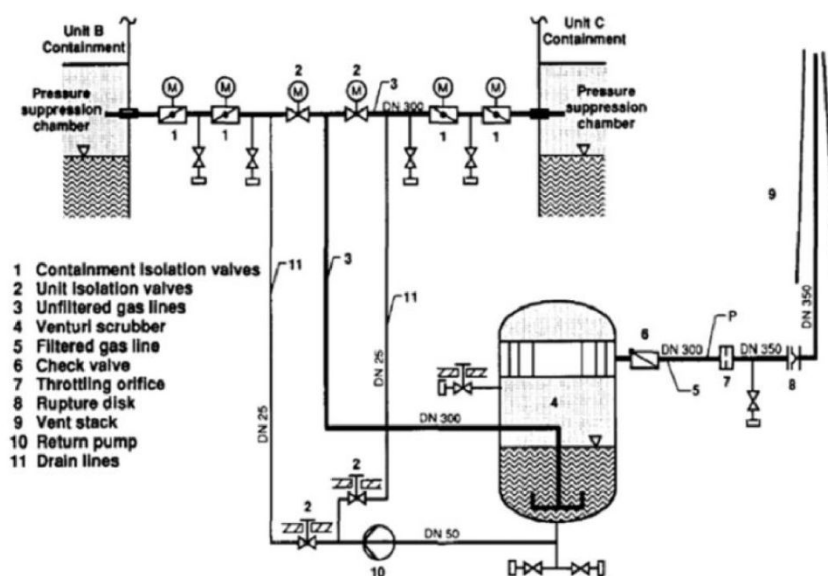 Unit B
Containment
Unit C
Containment
Pressure
suppression
chamber
Pressure
suppression
chamber
M
M
2
M
2
M
3
DN 300
M
M
1
1
1
1
9
11
3
11
DN 25
DN 25
DN 300
DN 350
6
DN 300
P
DN 350
5
7
8
4
2
2
DN 50
10
1 Containment Isolation valves
2 Unit Isolation valves
3 Unfiltered gas lines
4 Venturi scrubber
5 Filtered gas line
6 Check valve
7 Throttling orifice
8 Rupture disk
9 Vent stack
10 Return pump
11 Drain lines